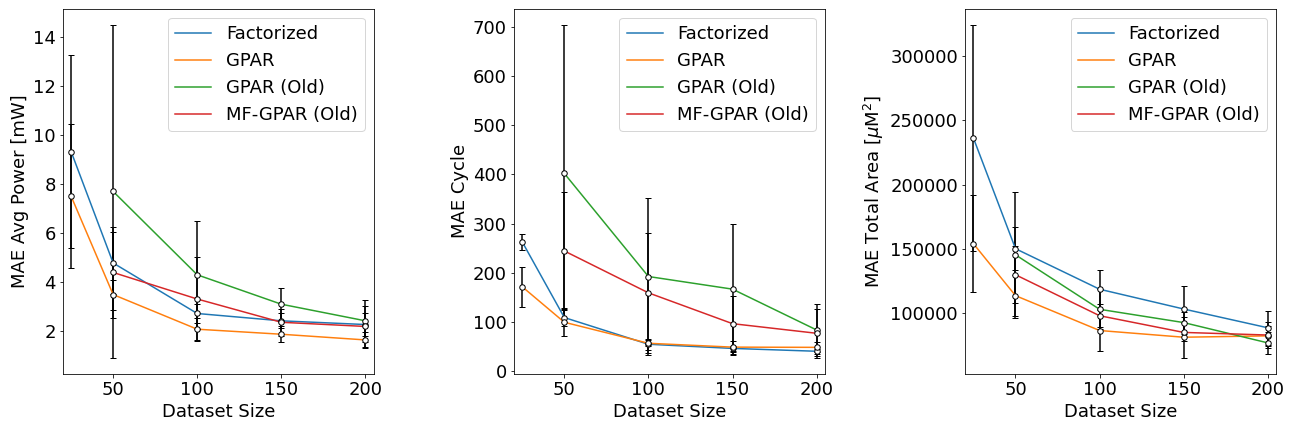 14
12
10
8
6
4
2
MAE Avg Power [mW]
50
100
150
200
Dataset Size
Factorized
GPAR
GPAR (Old)
MF-GPAR (Old)
700
600
500
400
300
200
100
0
MAE Cycle
50
100
150
200
Dataset Size
Factorized
GPAR
GPAR (Old)
MF-GPAR (Old)
300000
250000
200000
150000
100000
MAE Total Area [μM²]
50
100
150
200
Dataset Size
Factorized
GPAR
GPAR (Old)
MF-GPAR (Old)